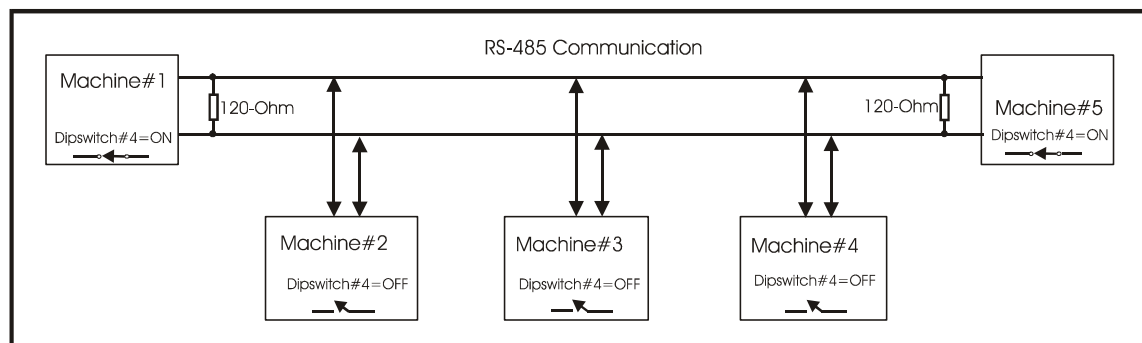 RS-485 Communication
Machine#1
120-Ohm
Dipswitch#4=ON
120-Ohm
Machine#5
Dipswitch#4=ON
Machine#2
Dipswitch#4=OFF
Machine#3
Dipswitch#4=OFF
Machine#4
Dipswitch#4=OFF